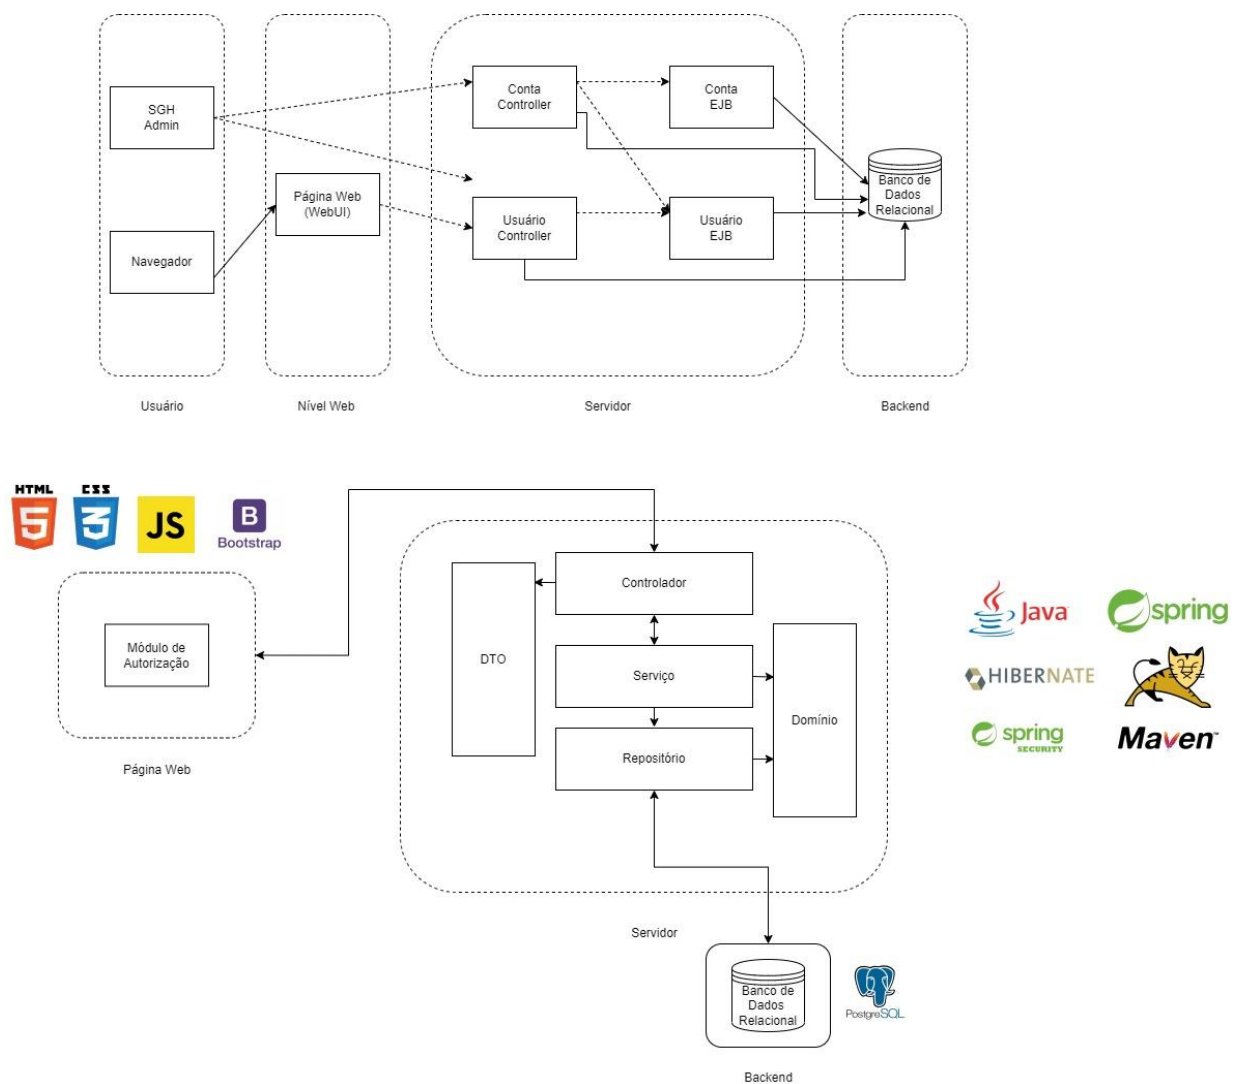 SGH
Admin
Navegador
Página Web
(WebUI)
Conta
Controller
Usuário
Controller
Conta
EJB
Usuário
EJB
Banco de
Dados
Relacional
Usuário
Nível Web
Servidor
Backend
HTML
5
CSS
3
JS
B
Bootstrap
Módulo de
Autorização
Página Web
DTO
Controlador
Serviço
Repositório
Domínio
Servidor
Java
spring
HIBERNATE
spring
SECURITY
Maven
Banco de
Dados
Relacional
PostgreSQL
Backend